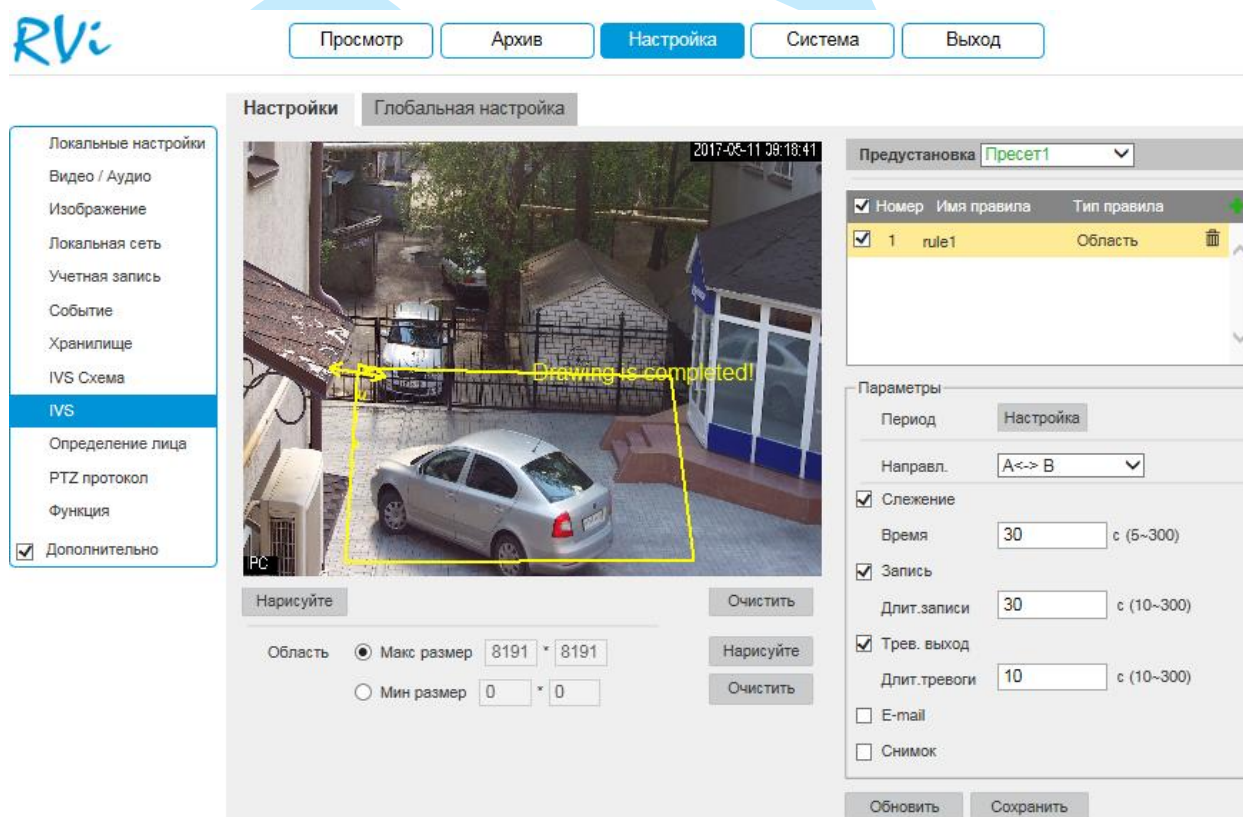 RVi
Просмотр Архив Настройка Система Выход
Настройки Глобальная настройка
Локальные настройки
Видео / Аудио
Изображение
Локальная сеть
Учетная запись
Событие
Хранилище
IVS Схема
IVS
Определение лица
PTZ протокол
Функция
Дополнительно
2017-05-11 09:18:41
Drawing is completed!
PC
Нарисуйте Очистить
Область Макс размер 8191 * 8191 Нарисуйте
Мин размер 0 * 0 Очистить
Предустановка Пресет1
Номер Имя правила Тип правила
1 rule1 Область
Параметры
Период Настройка
Направл. A<-> B
Слежение
Время 30 с (5~300)
Запись
Длит.записи 30 с (10~300)
Трев. выход
Длит.тревоги 10 с (10~300)
E-mail
Снимок
Обновить Сохранить